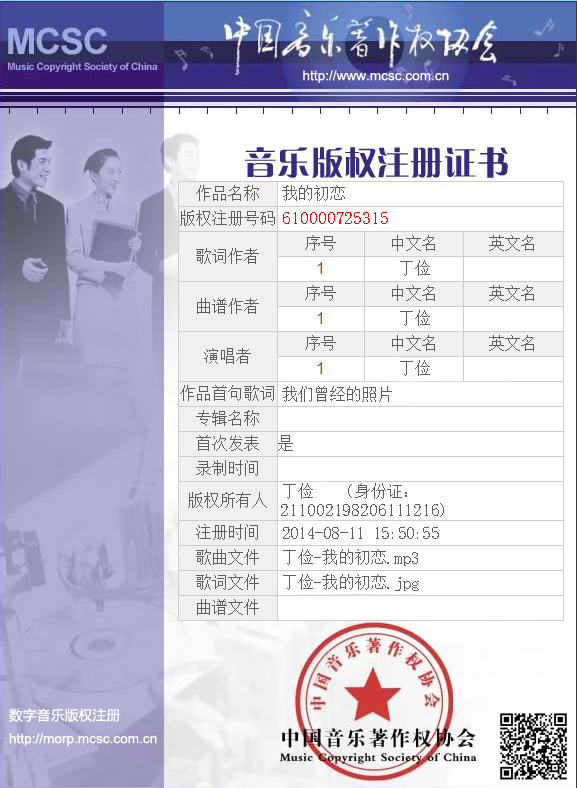 MCSC
Music Copyright Society of China
中国音乐著作权协会
http://www.mcsc.com.cn
音乐版权注册证书
作品名称 我的初恋
版权注册号码 610000725315
歌词作者 序号 中文名 英文名
1 丁俭
曲谱作者 序号 中文名 英文名
1 丁俭
演唱者 序号 中文名 英文名
1 丁俭
作品首句歌词 我们曾经的照片
专辑名称
首次发表 是
录制时间
版权所有人 丁俭 （身份证：
211002198206111216)
注册时间 2014-08-11 15:50:55
歌曲文件 丁俭-我的初恋.mp3
歌词文件 丁俭-我的初恋.jpg
曲谱文件
中国音乐著作权协会
中国音乐著作权协会
Music Copyright Society of China
数字音乐版权注册
http://morp.mcsc.com.cn